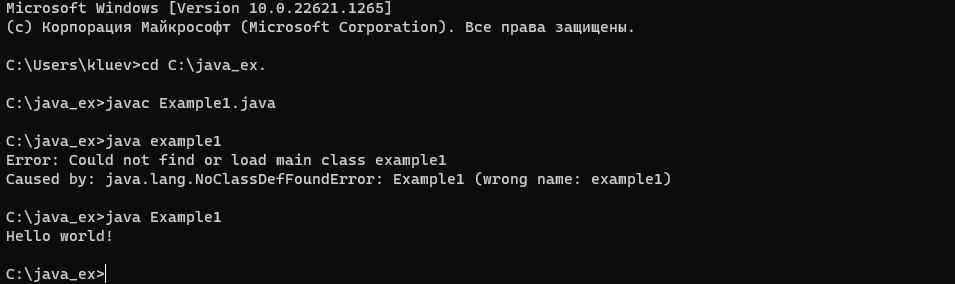 Microsoft Windows [Version 10.0.22621.1265]
(c) Корпорация Майкрософт (Microsoft Corporation). Все права защищены.
C:\Users\kluev>cd C:\java_ex.
C:\java_ex>javac Example1.java
C:\java_ex>java example1
Error: Could not find or load main class example1
Caused by: java.lang.NoClassDefFoundError: Example1 (wrong name: example1)
C:\java_ex>java Example1
Hello world!
C:\java_ex>